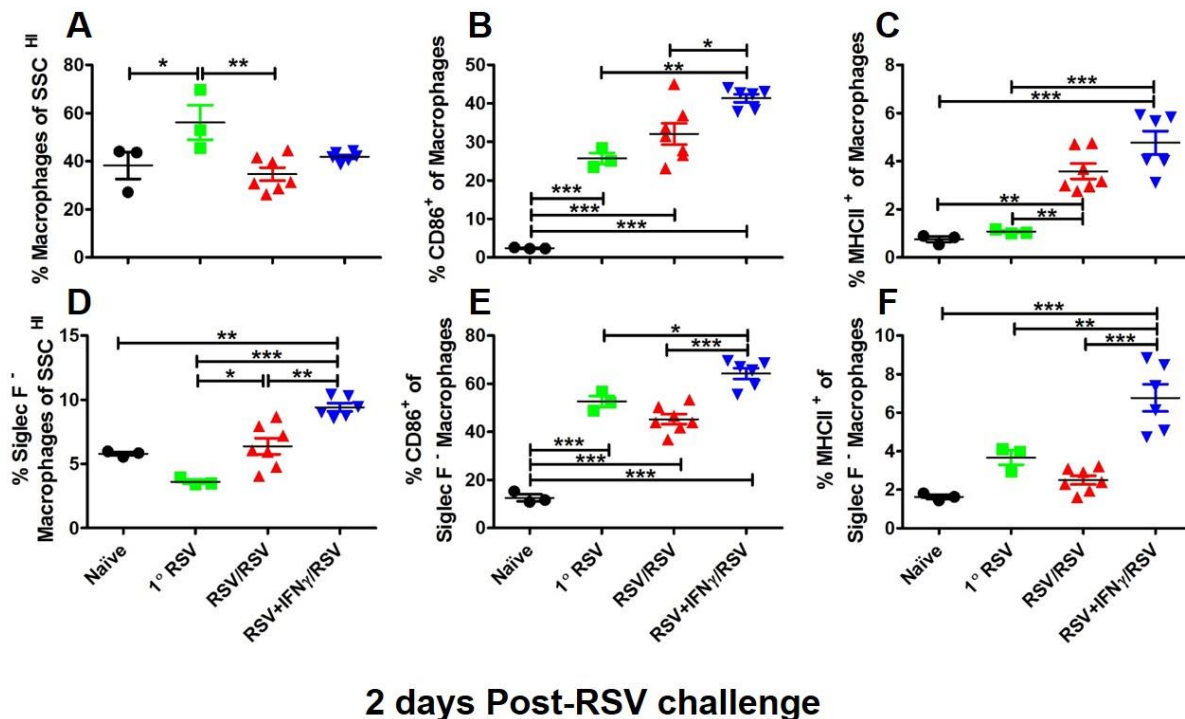 A
% Macrophages of SSC HI
80
60
40
20
0
*
**
B
% CD86+ of Macrophages
50
40
30
20
10
0
*
**
***
***
***
C
% MHCII + of Macrophages
8
6
4
2
0
***
***
**
**
D
% Siglec F -
Macrophages of SSC HI
15
10
5
0
**
***
*
**
Naïve
1° RSV
RSV/RSV
RSV+IFNγ/RSV
E
% CD86+ of
Siglec F - Macrophages
80
60
40
20
0
*
***
***
***
***
Naïve
1° RSV
RSV/RSV
RSV+IFNγ/RSV
F
% MHCII + of
Siglec F - Macrophages
10
8
6
4
2
0
***
**
***
Naïve
1° RSV
RSV/RSV
RSV+IFNγ/RSV
2 days Post-RSV challenge